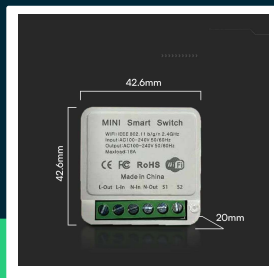 42.6mm
42.6mm
MINI Smart Switch
WIFI:IEEE 802.11 b/g/n 2.4GHz
Input:AC100-240V 50/60Hz
Output:AC100-240V 50/60Hz
Maxload:16A
CE FC RoHS Wi Fi
Made in China
L-Out L-In N-In N-Out S1 S2
20mm